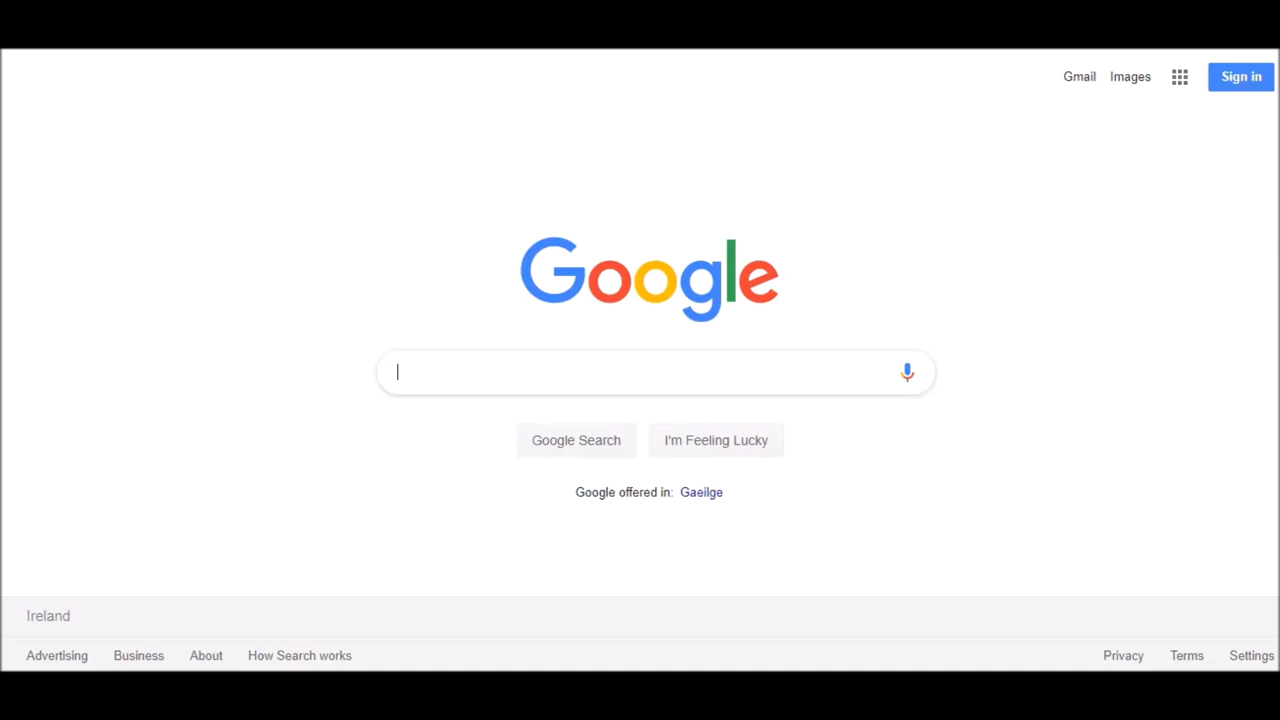 Gmail Images Sign in
Google
Google Search I'm Feeling Lucky
Google offered in: Gaeilge
Ireland
Advertising Business About How Search works Privacy Terms Settings